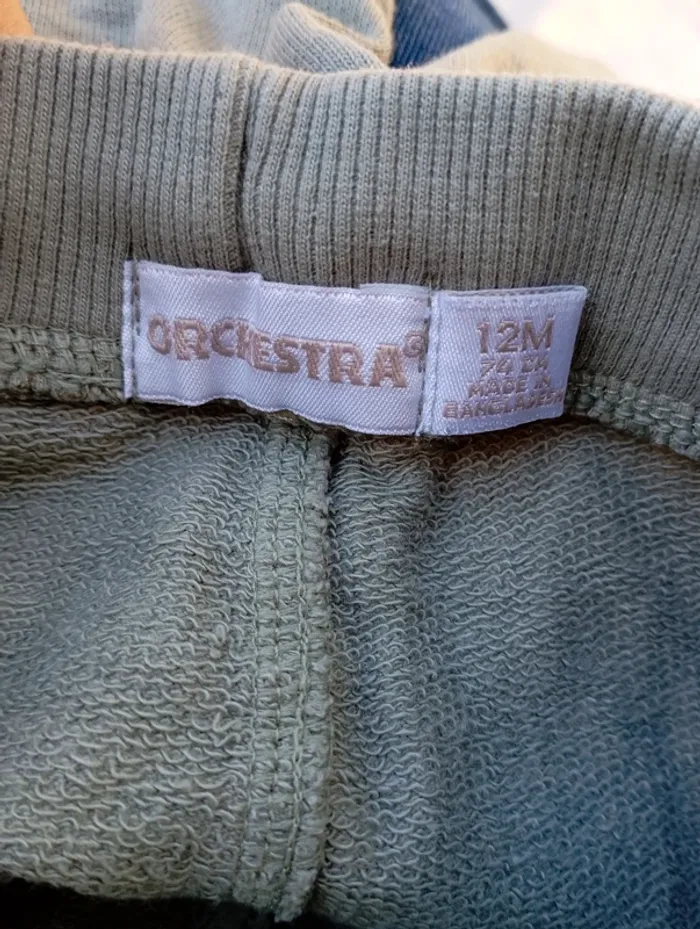 ORCHESTRA®
12M
74 CM
MADE IN
BANGLADESH